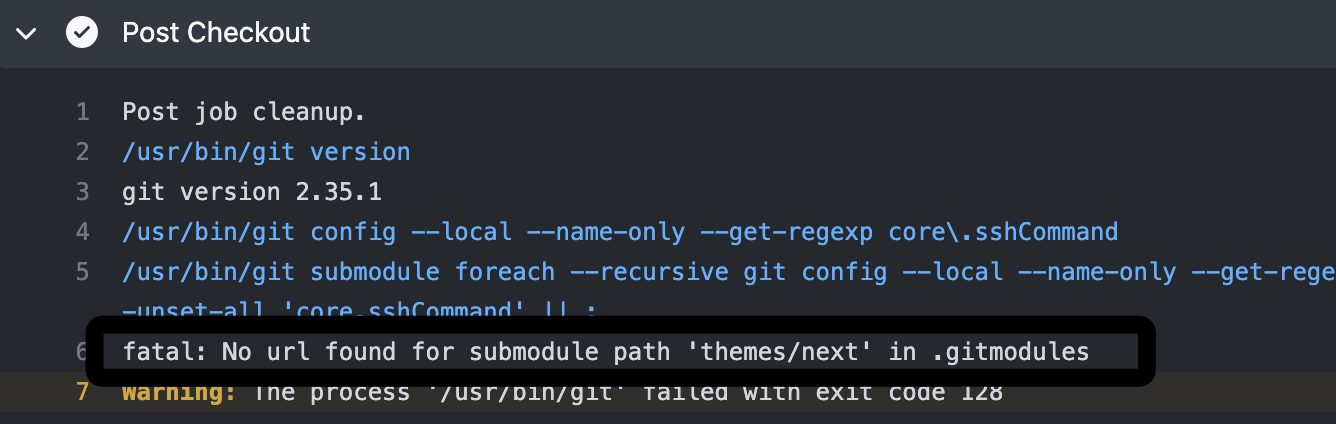 Post Checkout
1 Post job cleanup.
2 /usr/bin/git version
3 git version 2.35.1
4 /usr/bin/git config --local --name-only --get-regexp core\.sshCommand
5 /usr/bin/git submodule foreach --recursive git config --local --name-only --get-rege
-unset-all 'core.sshCommand' || :
6 fatal: No url found for submodule path 'themes/next' in .gitmodules
7 Warning: The process '/usr/bin/git' failed with exit code 128